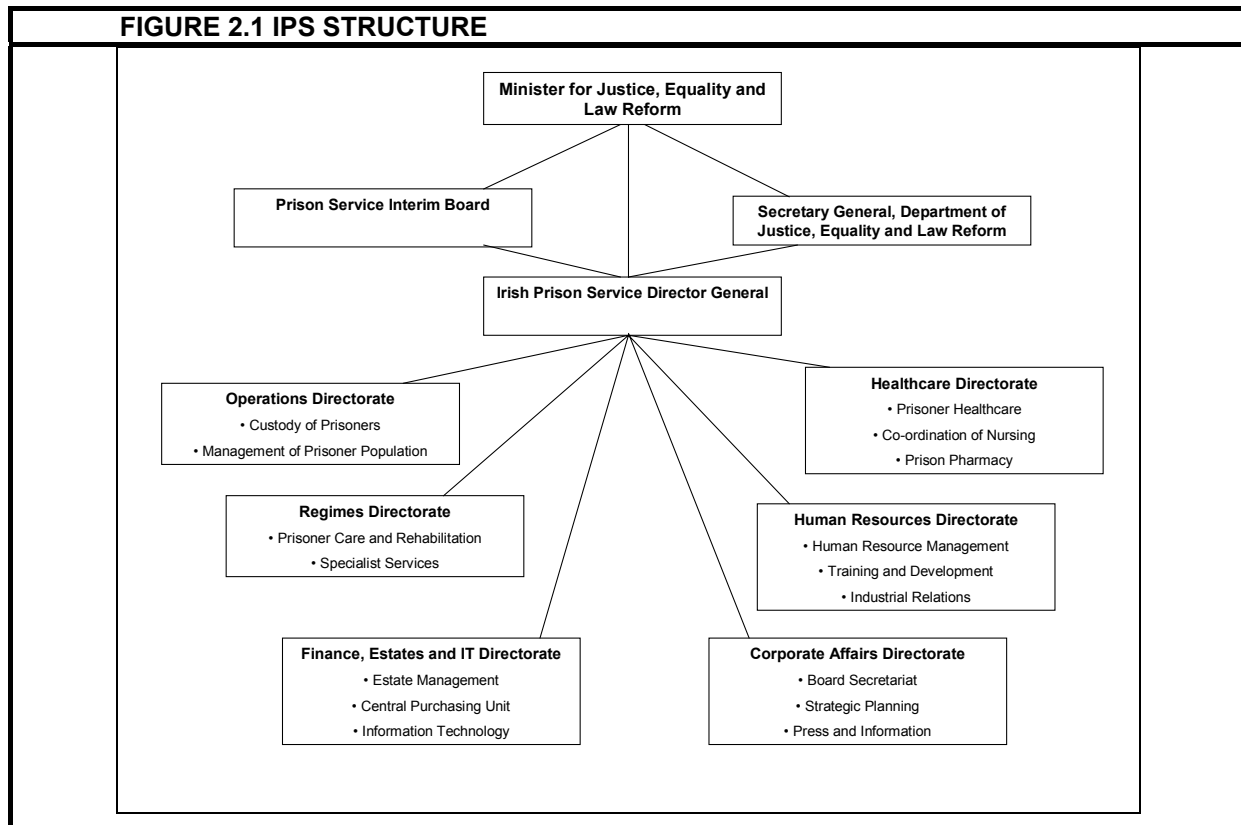 FIGURE 2.1 IPS STRUCTURE
Minister for Justice, Equality and
Law Reform
Prison Service Interim Board
Secretary General, Department of
Justice, Equality and Law Reform
Irish Prison Service Director General
Operations Directorate
• Custody of Prisoners
• Management of Prisoner Population
Healthcare Directorate
• Prisoner Healthcare
• Co-ordination of Nursing
• Prison Pharmacy
Regimes Directorate
• Prisoner Care and Rehabilitation
• Specialist Services
Human Resources Directorate
• Human Resource Management
• Training and Development
• Industrial Relations
Finance, Estates and IT Directorate
• Estate Management
• Central Purchasing Unit
• Information Technology
Corporate Affairs Directorate
• Board Secretariat
• Strategic Planning
• Press and Information